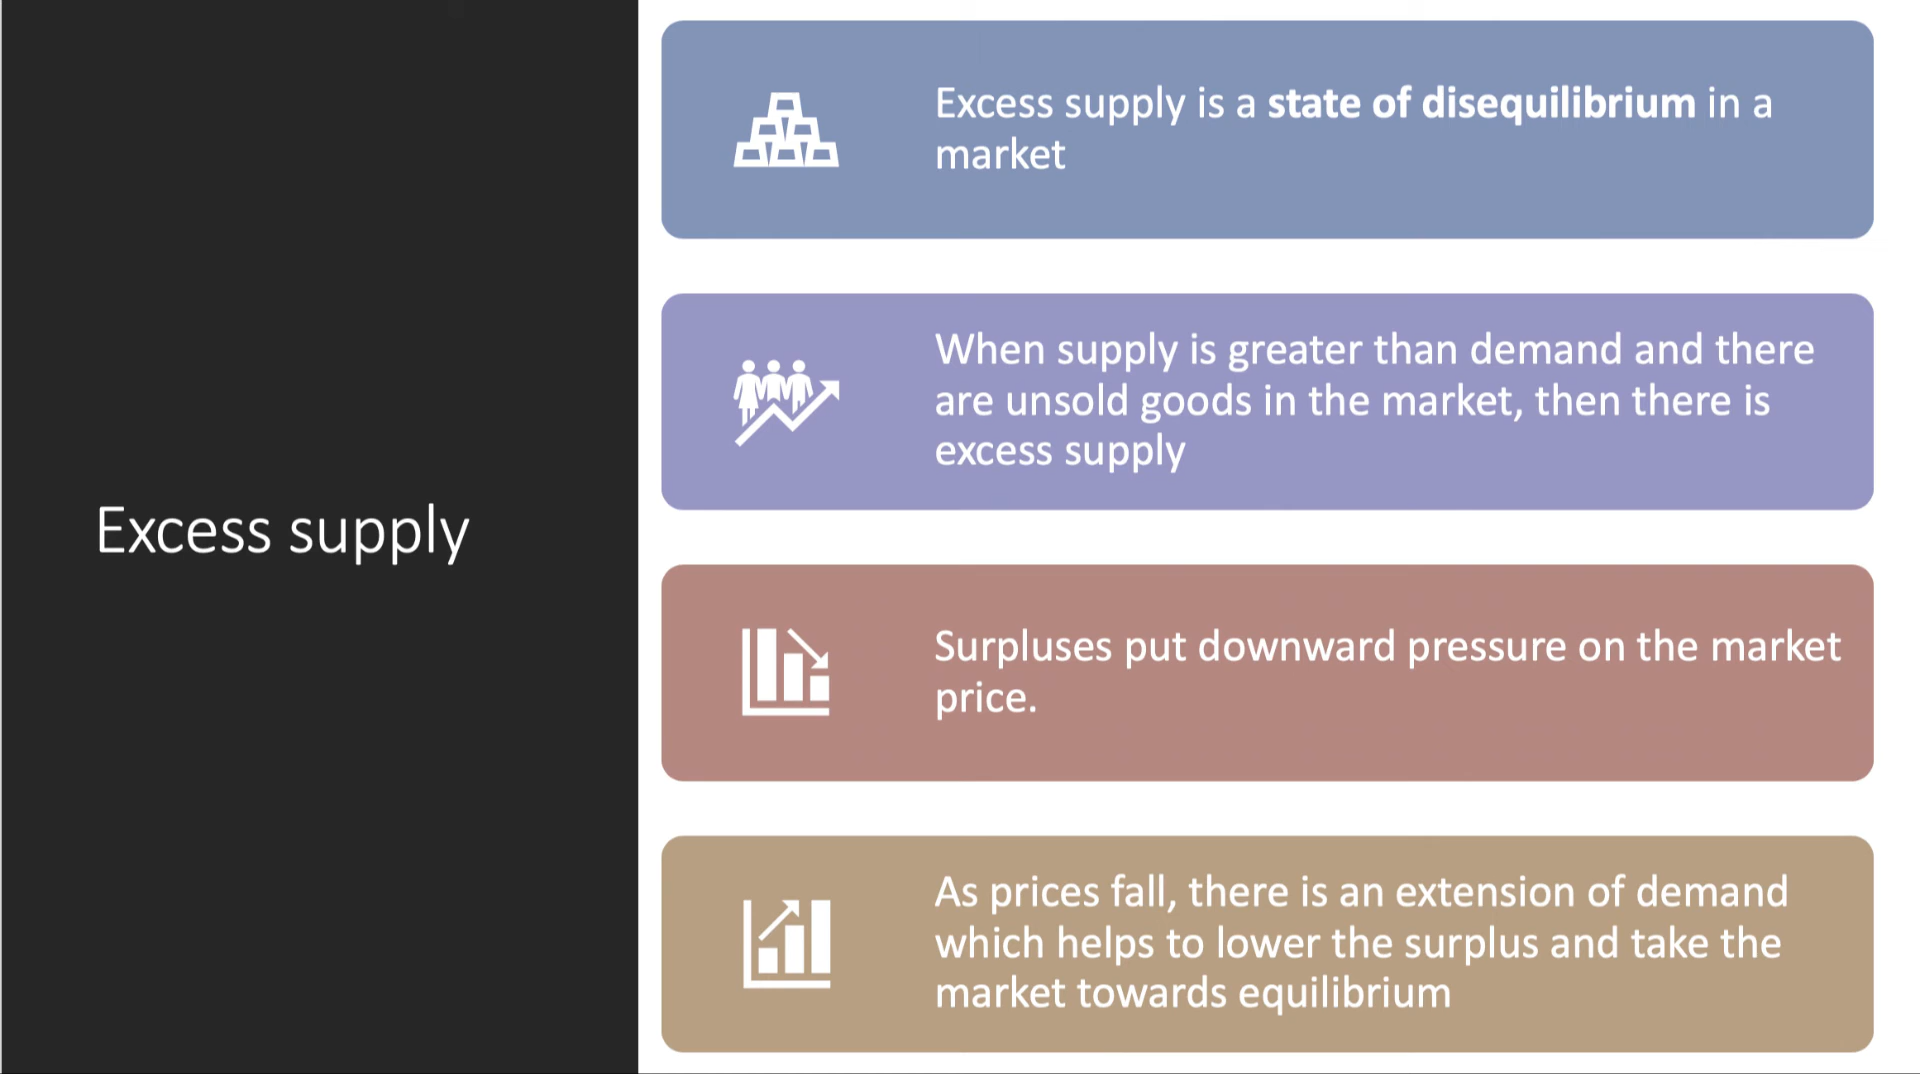 Excess supply
Excess supply is a state of disequilibrium in a
market
When supply is greater than demand and there
are unsold goods in the market, then there is
excess supply
Surpluses put downward pressure on the market
price.
As prices fall, there is an extension of demand
which helps to lower the surplus and take the
market towards equilibrium